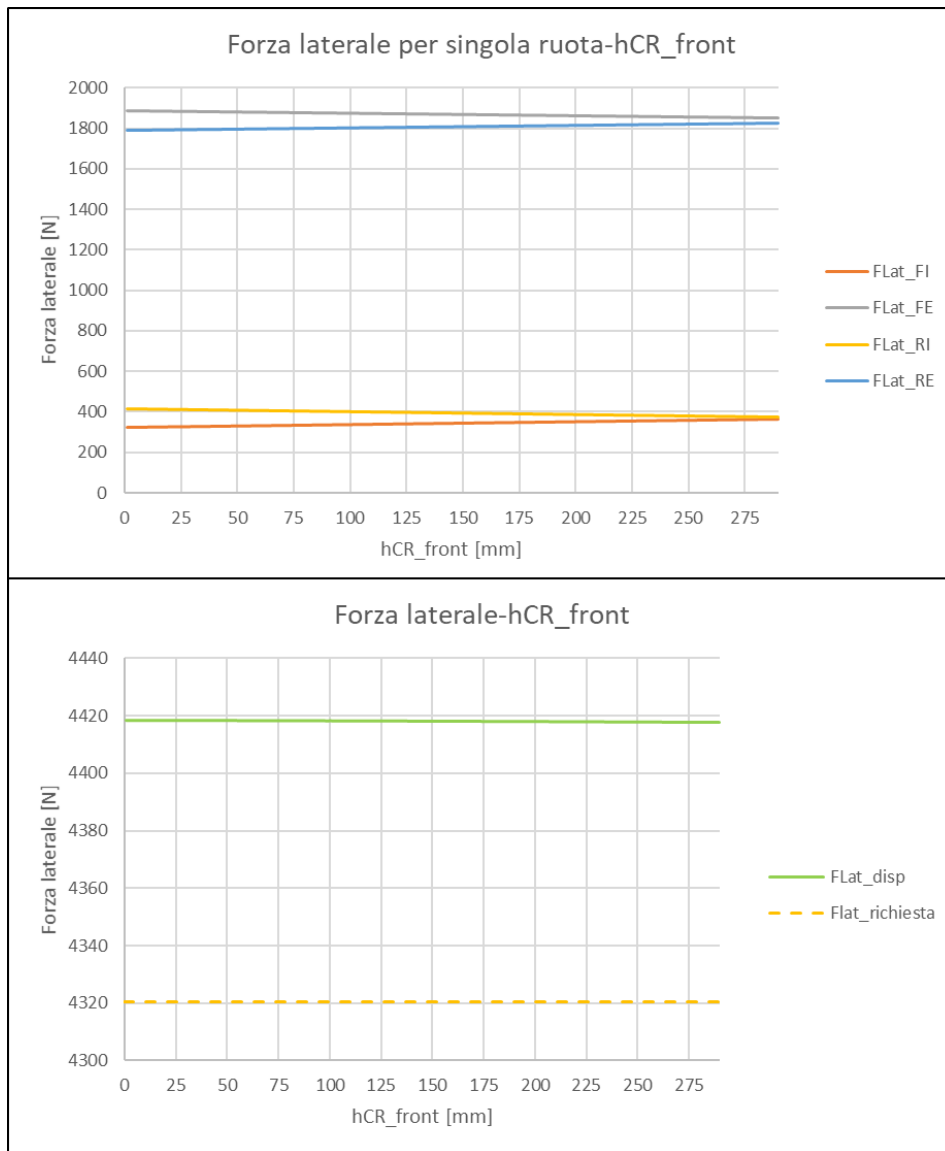 Forza laterale per singola ruota-hCR_front
Forza laterale [N]
2000
1800
1600
1400
1200
1000
800
600
400
200
0
0 25 50 75 100 125 150 175 200 225 250 275
hCR_front [mm]
FLat_FI
FLat_FE
FLat_RI
FLat_RE
Forza laterale-hCR_front
Forza laterale [N]
4440
4420
4400
4380
4360
4340
4320
4300
0 25 50 75 100 125 150 175 200 225 250 275
hCR_front [mm]
FLat_disp
Flat_richiesta